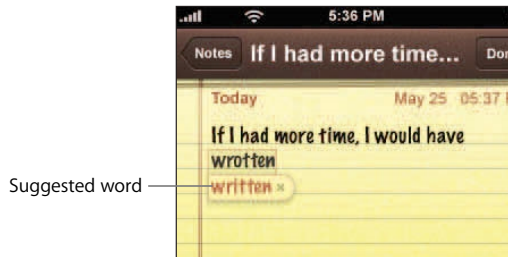 5:36 PM
Notes If I had more time... Don
Today May 25 05:37
If I had more time, I would have
wrotten
Suggested word written ×